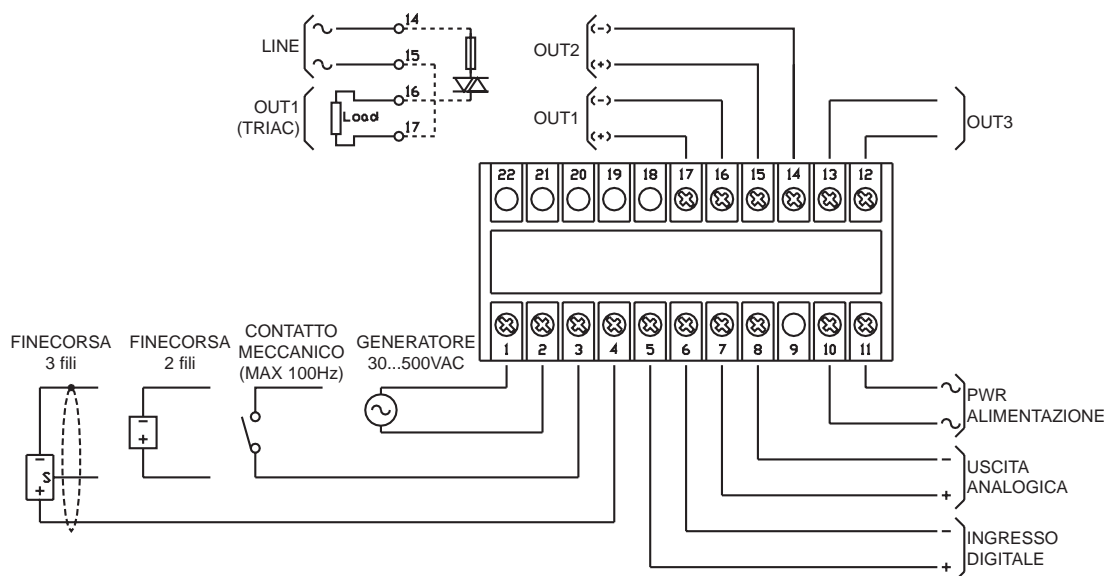 LINE
14
15
OUT1
(TRIAC)
16
Load
17
OUT2
(-)
(+)
OUT1
(-)
(+)
OUT3
22 21 20 19 18 17 16 15 14 13 12
1 2 3 4 5 6 7 8 9 10 11
FINECORSA
3 fili
FINECORSA
2 fili
CONTATTO
MECCANICO
(MAX 100Hz)
GENERATORE
30...500VAC
-
+
-
S
+
PWR
ALIMENTAZIONE
-
+
USCITA
ANALOGICA
-
+
INGRESSO
DIGITALE